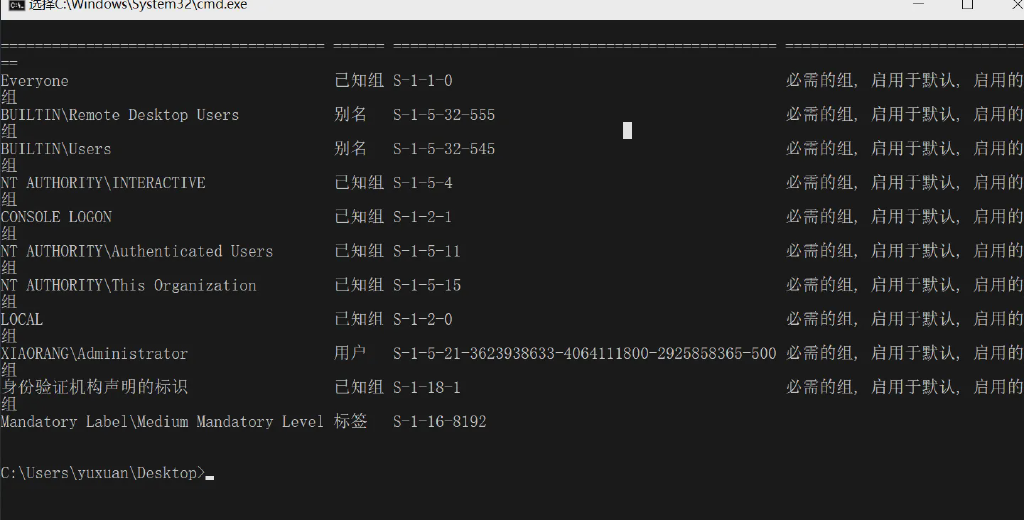 选择C:\Windows\System32\cmd.exe
====================================== ====== ============================================= ============================
==
Everyone 已知组 S-1-1-0 必需的组, 启用于默认, 启用的
组
BUILTIN\Remote Desktop Users 别名 S-1-5-32-555 必需的组, 启用于默认, 启用的
组
BUILTIN\Users 别名 S-1-5-32-545 必需的组, 启用于默认, 启用的
组
NT AUTHORITY\INTERACTIVE 已知组 S-1-5-4 必需的组, 启用于默认, 启用的
组
CONSOLE LOGON 已知组 S-1-2-1 必需的组, 启用于默认, 启用的
组
NT AUTHORITY\Authenticated Users 已知组 S-1-5-11 必需的组, 启用于默认, 启用的
组
NT AUTHORITY\This Organization 已知组 S-1-5-15 必需的组, 启用于默认, 启用的
组
LOCAL 已知组 S-1-2-0 必需的组, 启用于默认, 启用的
组
XIAORANG\Administrator 用户 S-1-5-21-3623938633-4064111800-2925858365-500 必需的组, 启用于默认, 启用的
组
身份验证机构声明的标识 已知组 S-1-18-1 必需的组, 启用于默认, 启用的
组
Mandatory Label\Medium Mandatory Level 标签 S-1-16-8192
C:\Users\yuxuan\Desktop>